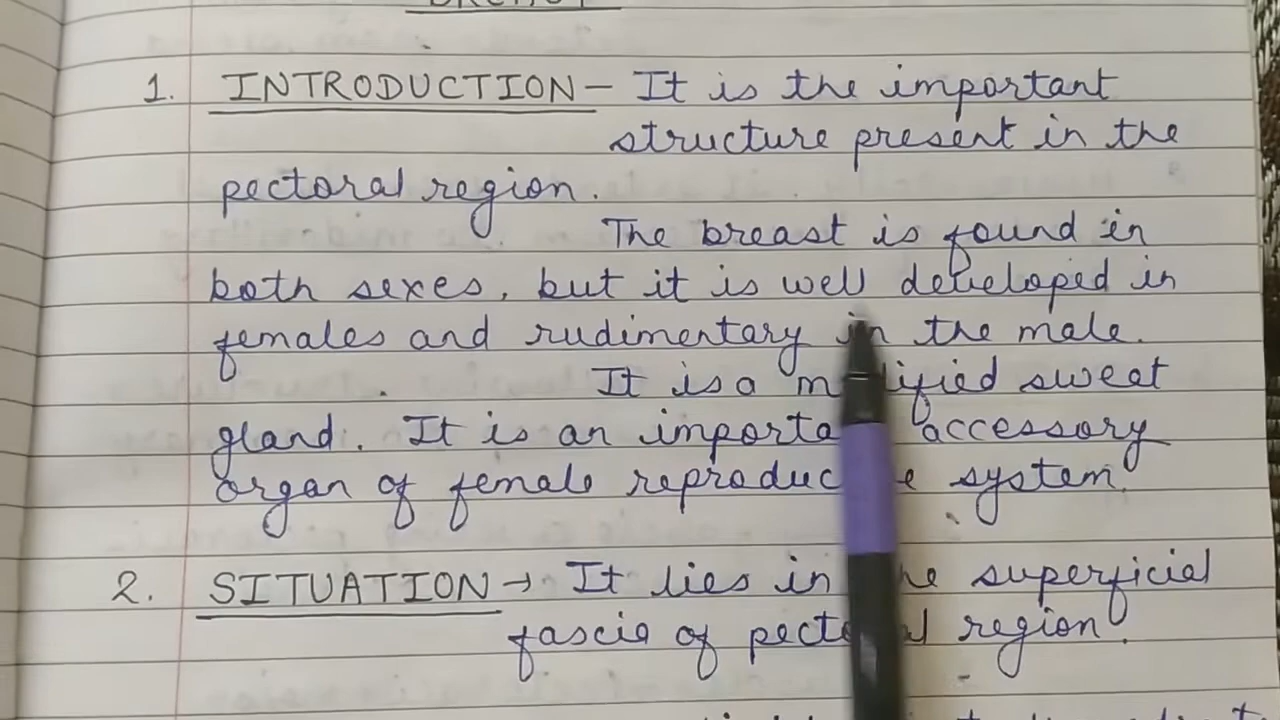 1. INTRODUCTION - It is the important
structure present in the
pectoral region.
The breast is found in
both sexes, but it is well developed in
females and rudimentary in the male.
It is a sweat
gland. It is an accessory
organ of female system.
2. SITUATION → It lies in superficial
fascia of region.